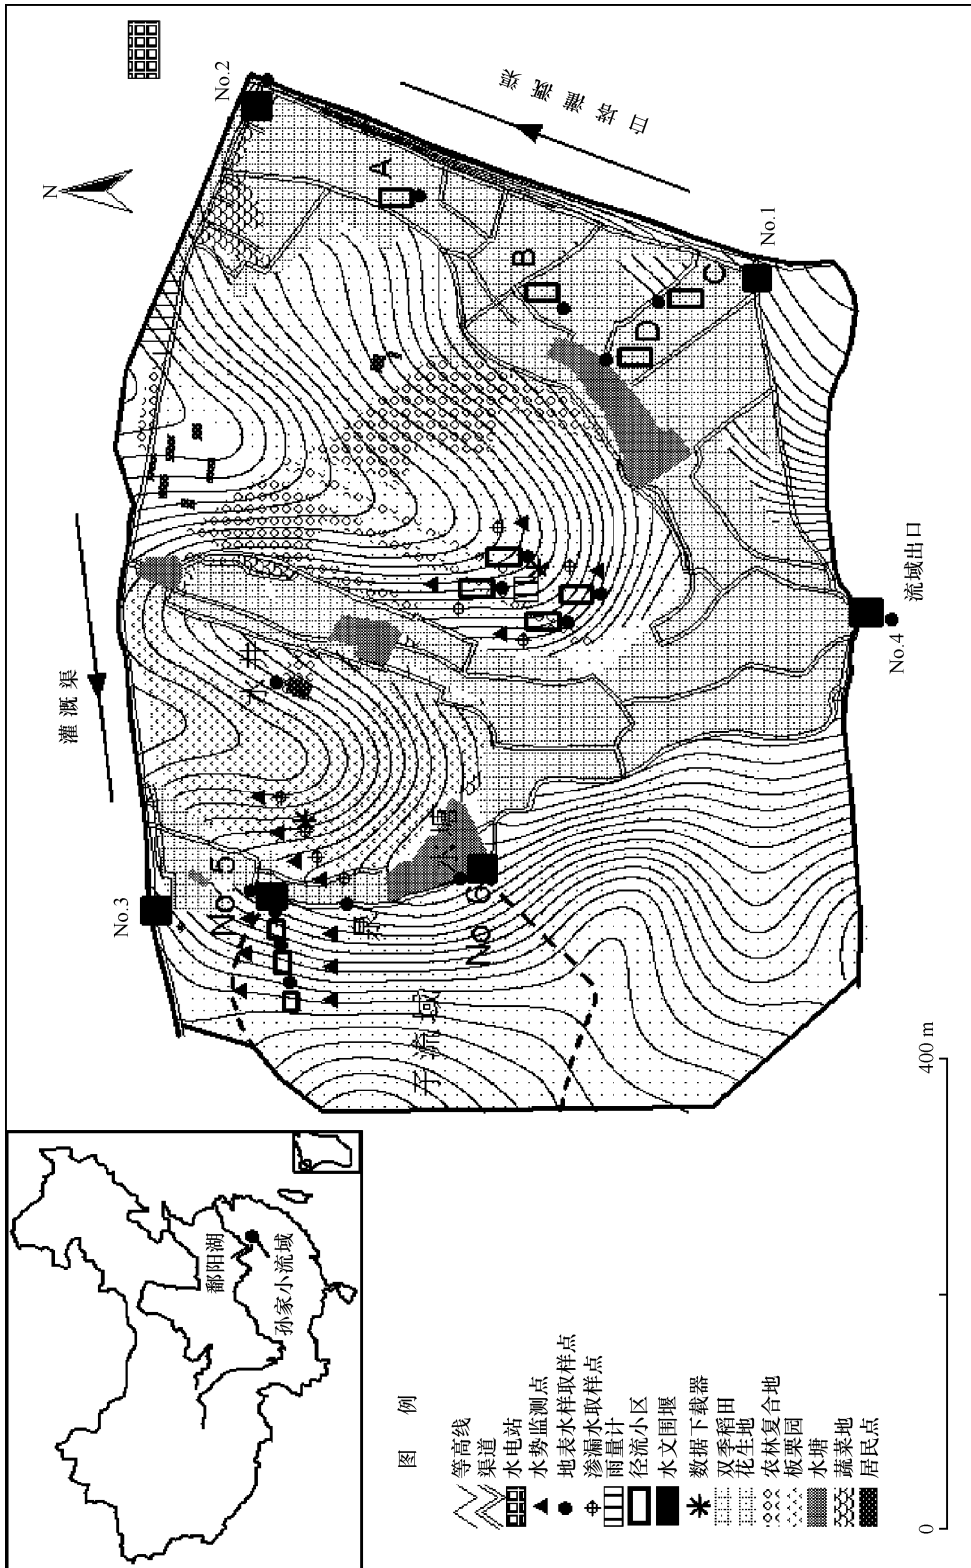 N
No.2
白塔灌溉渠
A
B
C
D
No.1
灌溉渠
水井
No.3
No 5
泉
水塘
No 6
子流域
No.4
流域出口
鄱阳湖
孙家小流域
图 例
等高线
渠道
水电站
水势监测点
地表水样取样点
渗漏水取样点
雨量计
径流小区
水文围堰
数据下载器
双季稻田
花生地
农林复合地
板栗园
水塘
蔬菜地
居民点
0
400 m